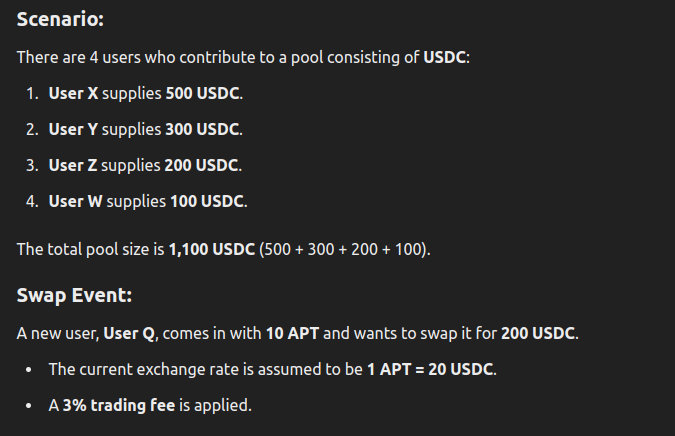 Scenario:
There are 4 users who contribute to a pool consisting of USDC:
1. User X supplies 500 USDC.
2. User Y supplies 300 USDC.
3. User Z supplies 200 USDC.
4. User W supplies 100 USDC.
The total pool size is 1,100 USDC (500 + 300 + 200 + 100).
Swap Event:
A new user, User Q, comes in with 10 APT and wants to swap it for 200 USDC.
• The current exchange rate is assumed to be 1 APT = 20 USDC.
• A 3% trading fee is applied.